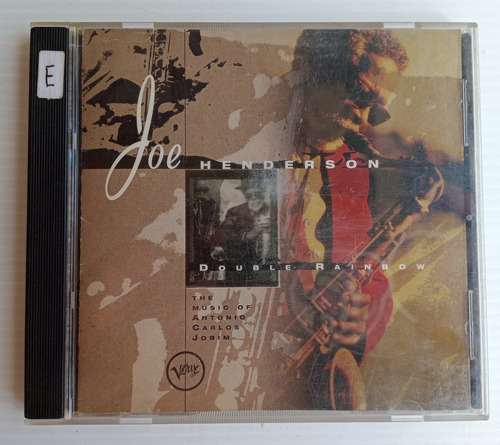 E
Joe
HENDERSON
DOUBLE RAINBOW
THE
MUSIC OF
ANTONIO
CARLOS
JOBIM
Verve